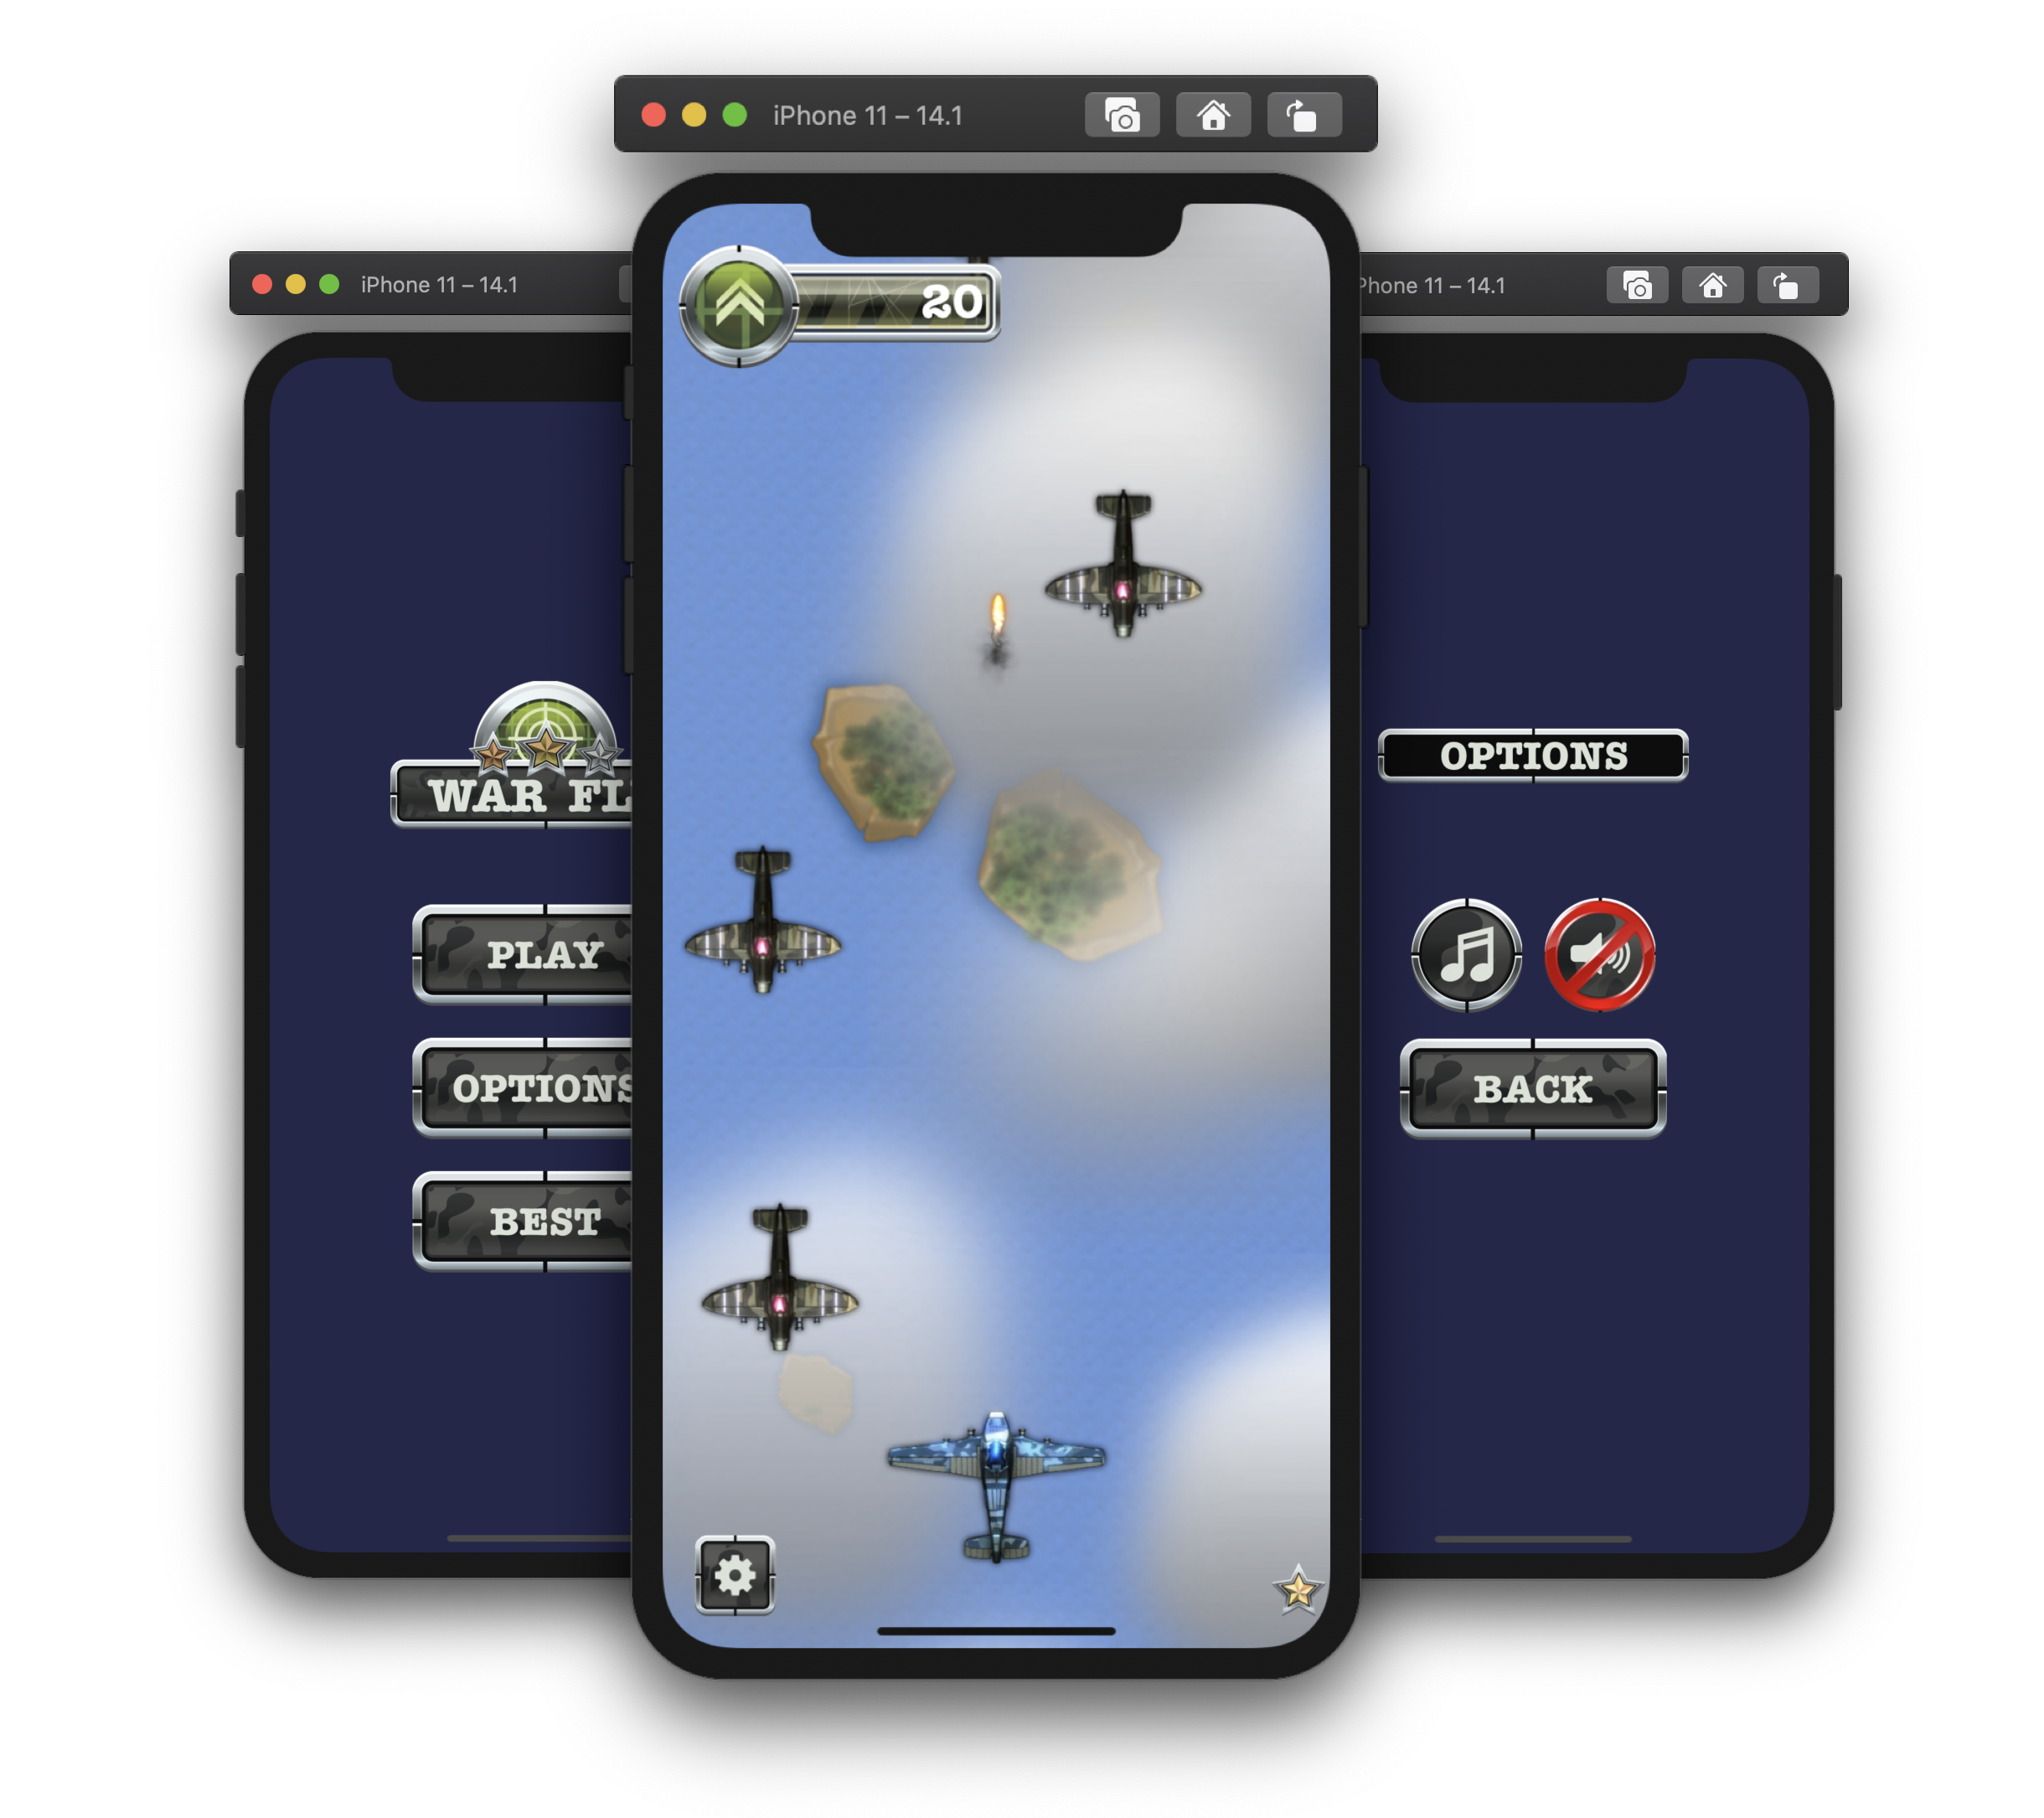 iPhone 11 – 14.1
20
iPhone 11 – 14.1
WAR FL
PLAY
OPTIONS
BEST
Phone 11 – 14.1
OPTIONS
BACK